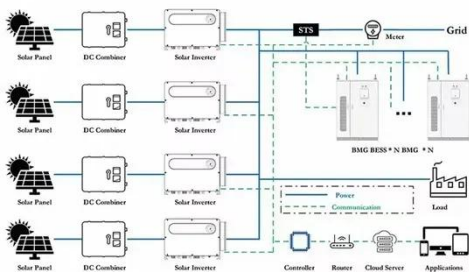 STS
Meter
Grid
Solar Panel DC Combiner Solar Inverter
Solar Panel DC Combiner Solar Inverter
BMG BESS * N BMG * N
Solar Panel DC Combiner Solar Inverter
Power
Communication
Load
Solar Panel DC Combiner Solar Inverter
Controller Router Cloud Server Applications